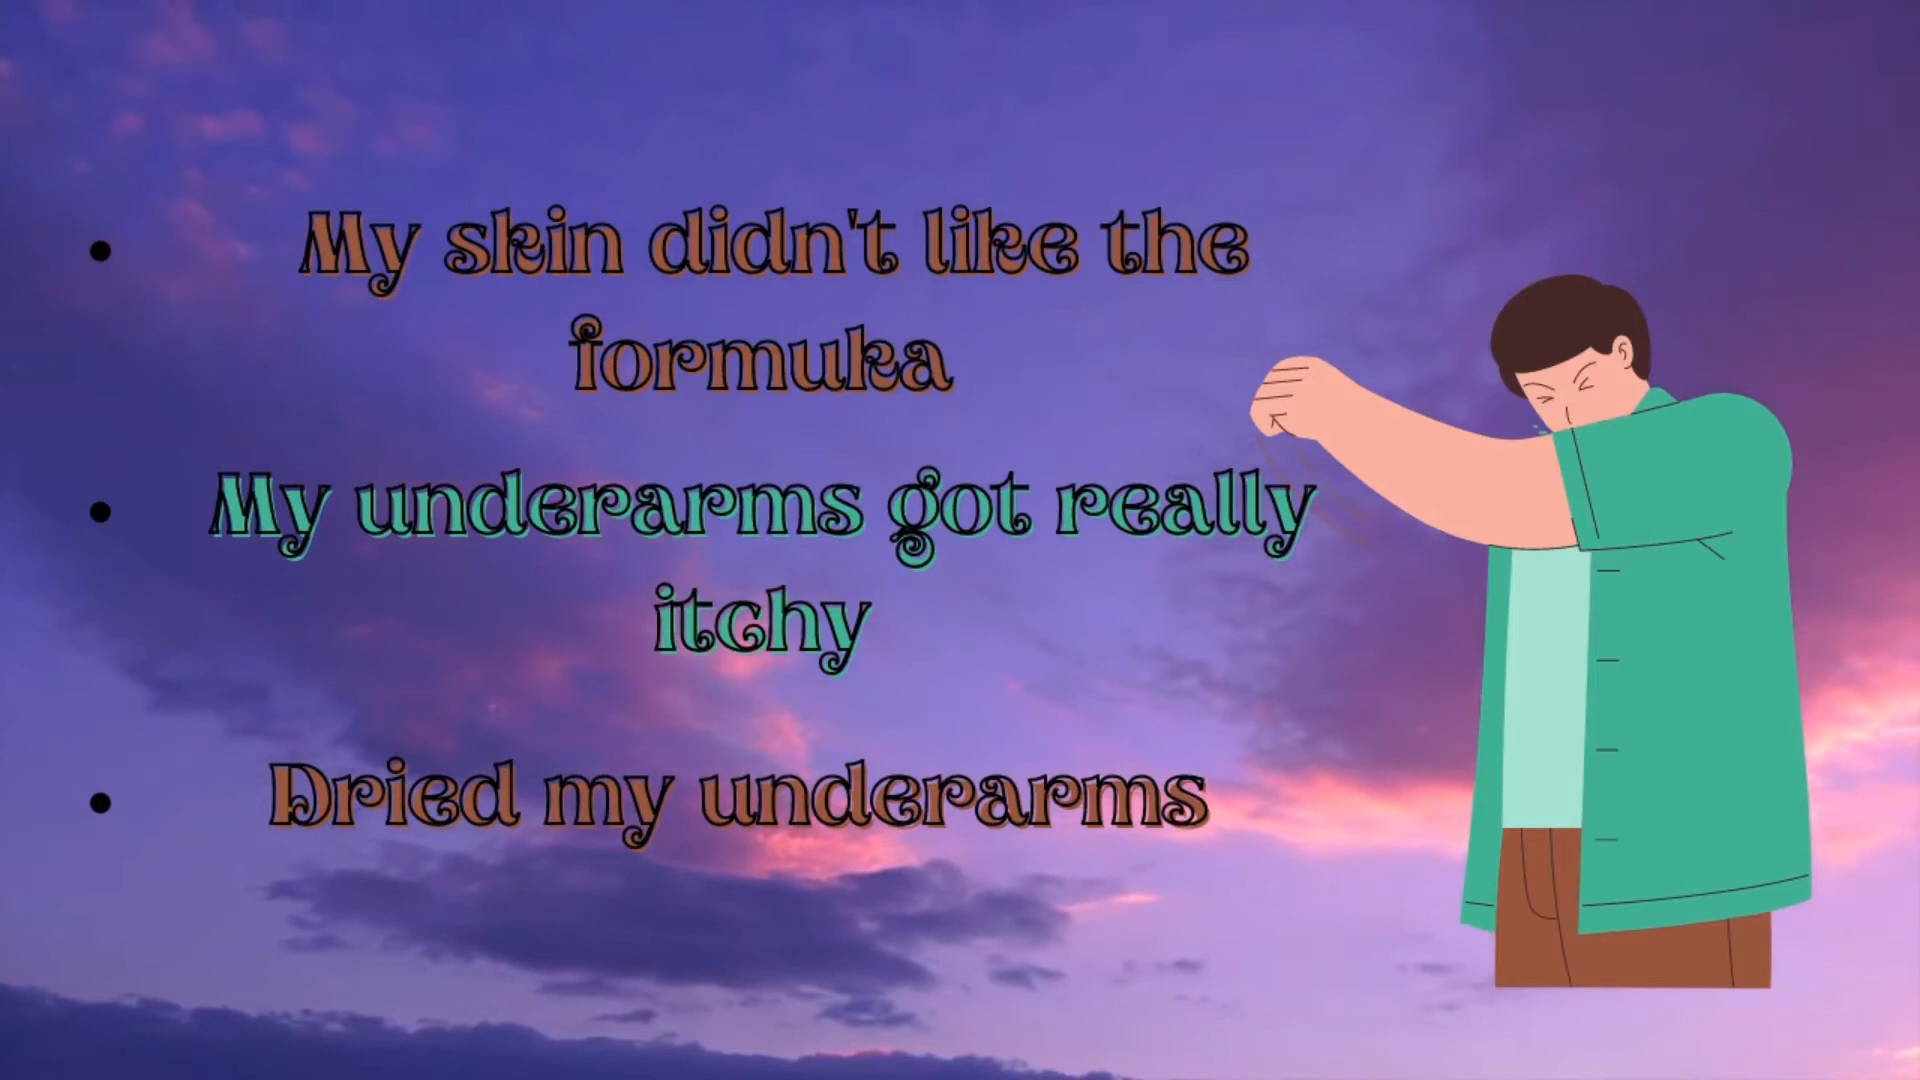 • My skin didn't like the
formuka
• My underarms got really
itchy
• Dried my underarms